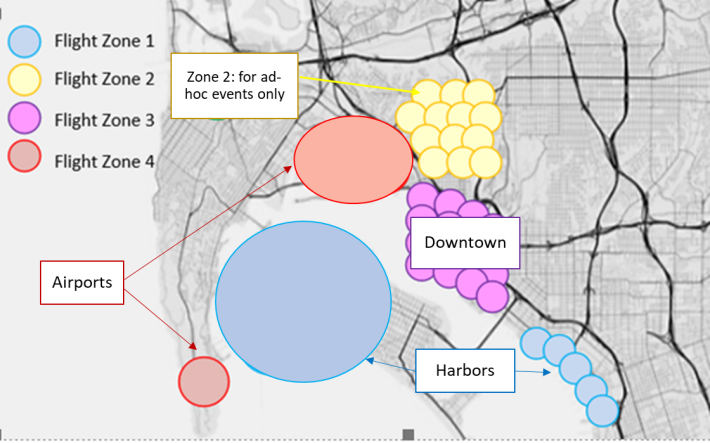 Flight Zone 1
Flight Zone 2
Flight Zone 3
Flight Zone 4
Zone 2: for ad-
hoc events only
Downtown
Airports
Harbors